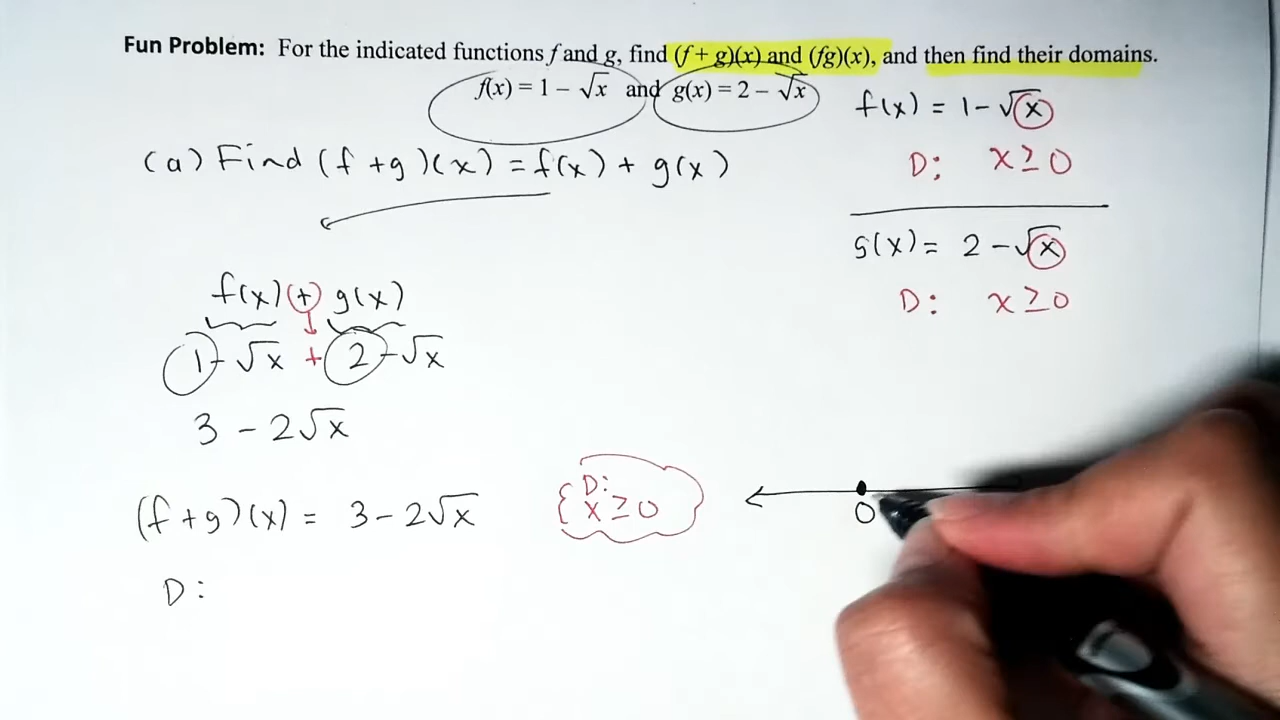 Fun Problem: For the indicated functions f and g, find (f + g)(x) and (fg)(x), and then find their domains.
f(x) = 1 − √x and g(x) = 2 − √x
f(x) = 1 − √x
D: x ≥ 0
(a) Find (f + g)(x) = f(x) + g(x)
g(x) = 2 − √x
D: x ≥ 0
f(x) + g(x)
1 − √x + 2 − √x
3 − 2√x
(f + g)(x) = 3 − 2√x
D:
x ≥ 0
0
D: